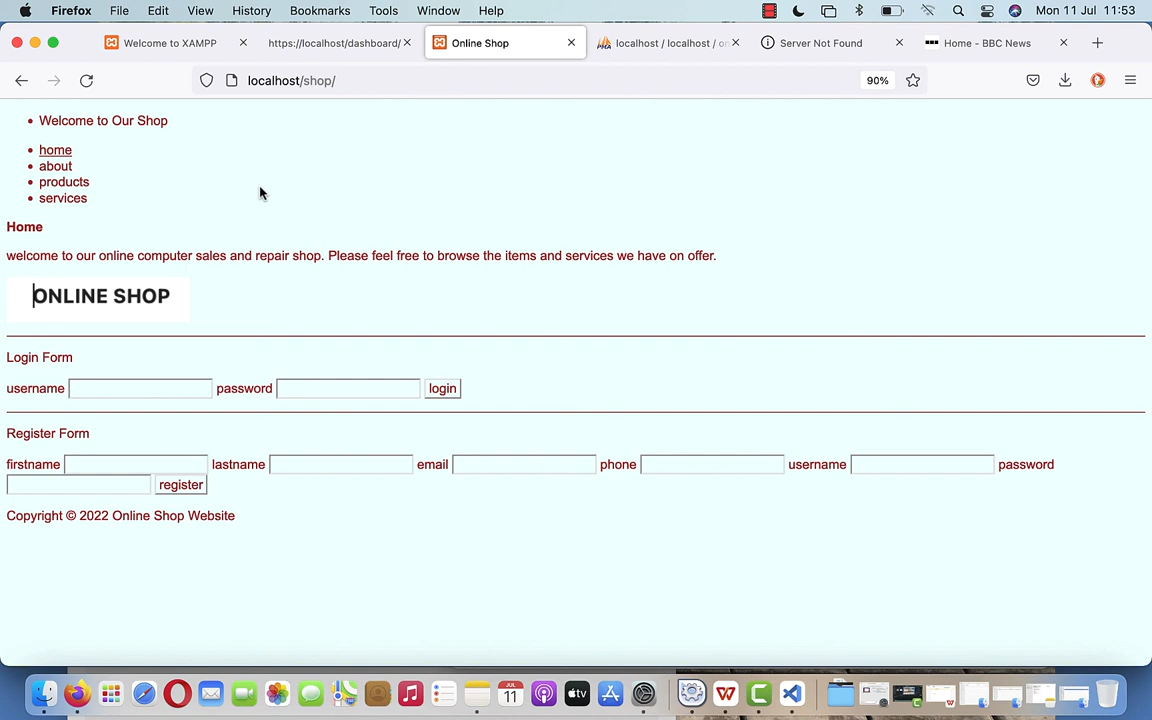 Firefox File Edit View History Bookmarks Tools Window Help Mon 11 Jul 11:53
Welcome to XAMPP https://localhost/dashboard/ Online Shop localhost / localhost / on Server Not Found Home - BBC News
localhost/shop/ 90%
Welcome to Our Shop
home
about
products
services
Home
welcome to our online computer sales and repair shop. Please feel free to browse the items and services we have on offer.
ONLINE SHOP
Login Form
username password login
Register Form
firstname lastname email phone username password
register
Copyright © 2022 Online Shop Website
JUL
11
tv